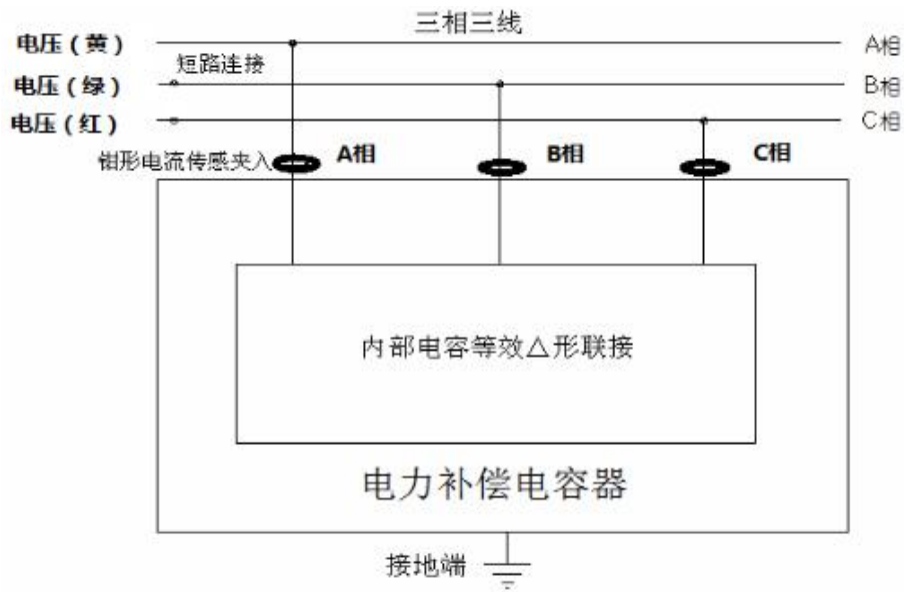 三相三线
电压（黄） A相
短路连接
电压（绿） B相
电压（红） C相
钳形电流传感夹入 A相 B相 C相
内部电容等效△形联接
电力补偿电容器
接地端